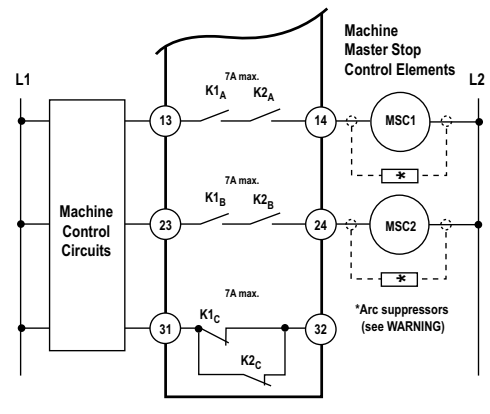 Machine
Master Stop
Control Elements
L1
L2
7A max.
K1A
K2A
13
14
MSC1
*
7A max.
K1B
K2B
Machine
Control
Circuits
23
24
MSC2
*
7A max.
*Arc suppressors
(see WARNING)
K1C
31
32
K2C